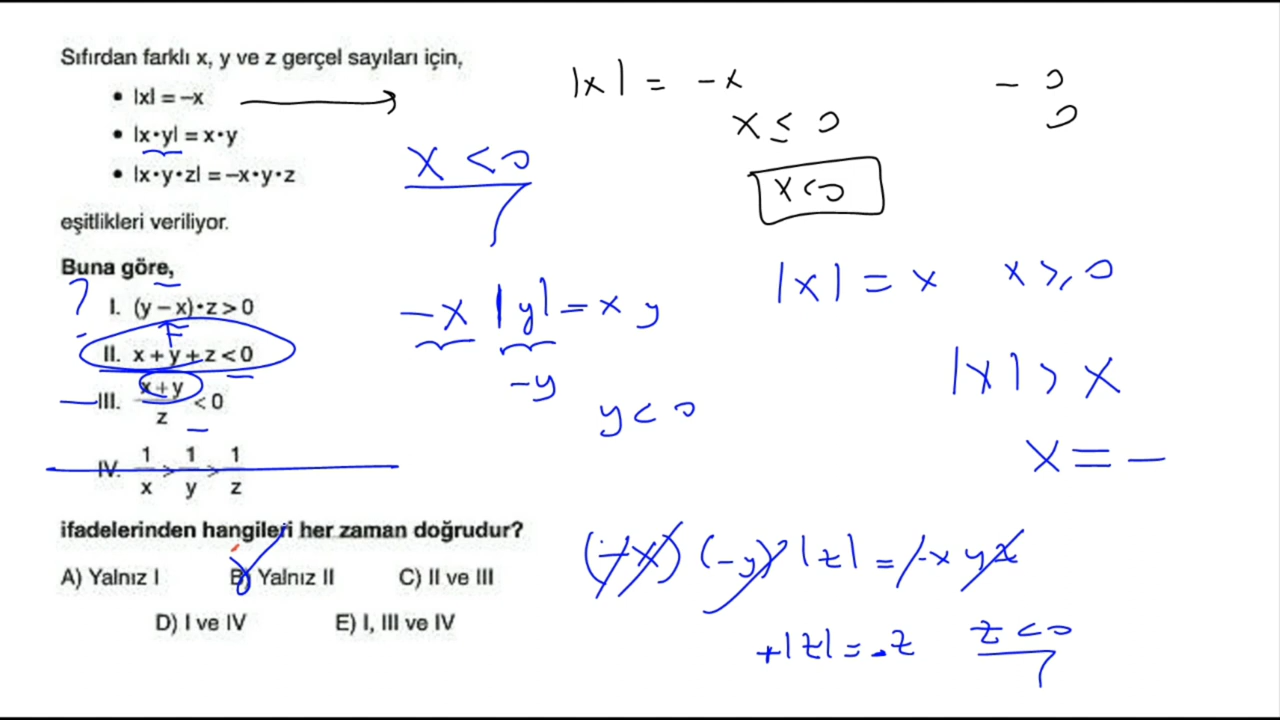 Sıfırdan farklı x, y ve z gerçel sayıları için,
• |x| = –x
• |x•y| = x•y
• |x•y•z| = –x•y•z
eşitlikleri veriliyor.
Buna göre,
?
I. (y – x)•z > 0
II. x + y + z < 0
III. x + y / z < 0
IV. 1/x > 1/y > 1/z
ifadelerinden hangileri her zaman doğrudur?
A) Yalnız I B) Yalnız II C) II ve III
D) I ve IV E) I, III ve IV
x < 0
|x| = -x
x ≤ 0
x < 0
- 0
0
-x |y| = x y
-y
y < 0
|x| = x x ≥ 0
|x| > x
x = -
(-x) (-y) |z| = -x y z
+|z| = -z z < 0